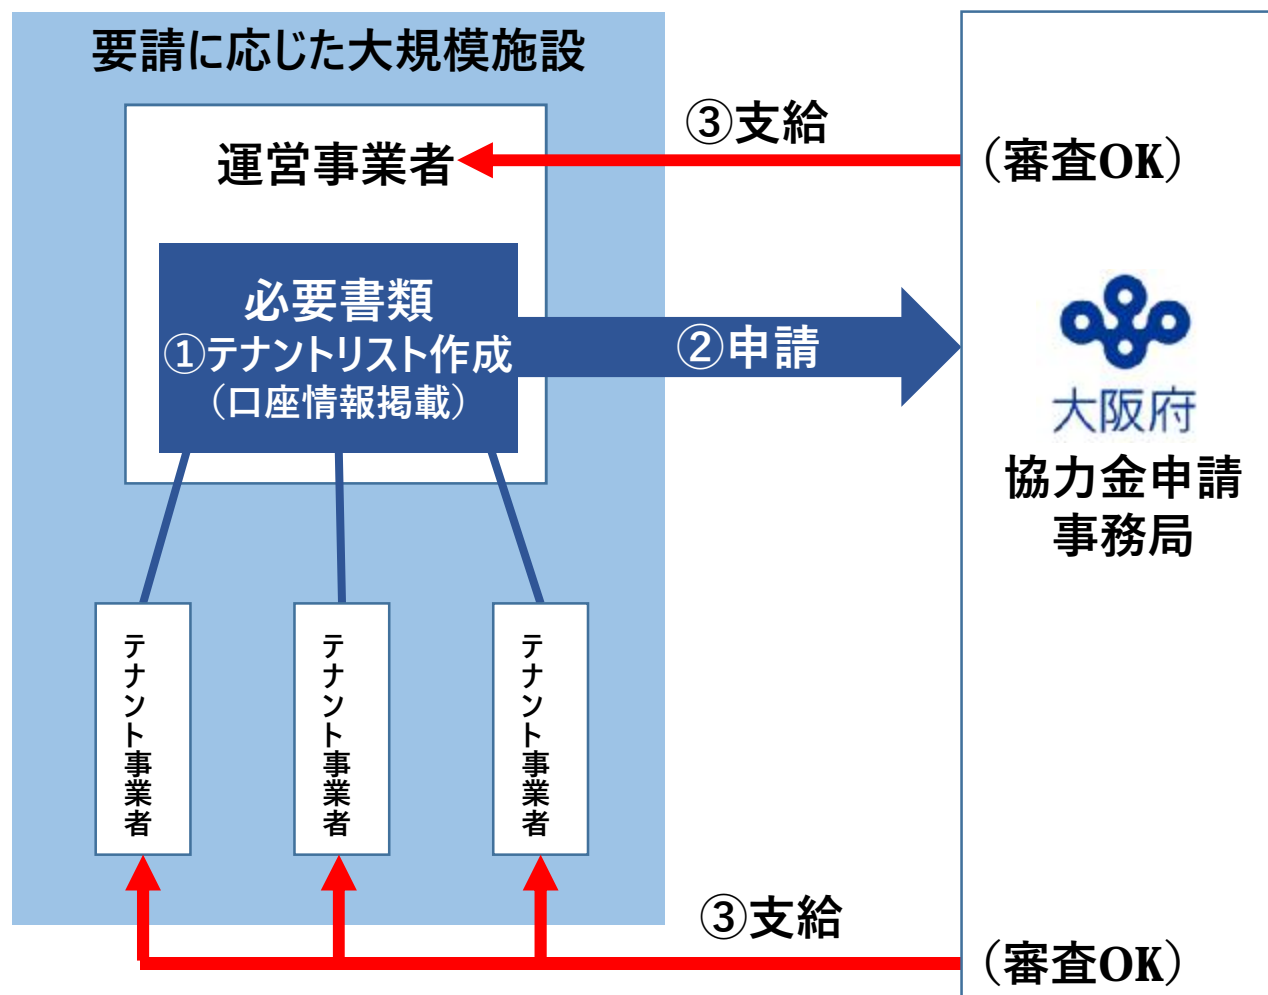 要請に応じた大規模施設
運営事業者
必要書類
①テナントリスト作成
（口座情報掲載）
テナント事業者
テナント事業者
テナント事業者
③支給
②申請
③支給
（審査OK）
大阪府
協力金申請
事務局
（審査OK）